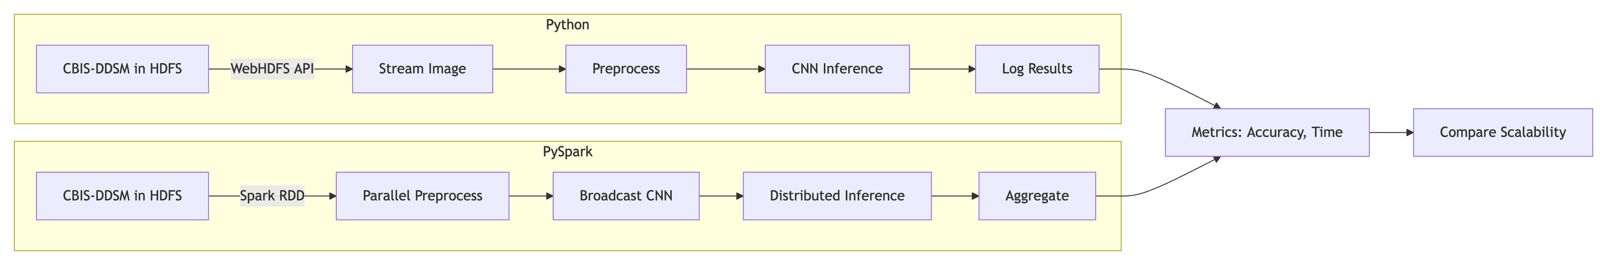 Python
CBIS-DDSM in HDFS
WebHDFS API
Stream Image
Preprocess
CNN Inference
Log Results
PySpark
CBIS-DDSM in HDFS
Spark RDD
Parallel Preprocess
Broadcast CNN
Distributed Inference
Aggregate
Metrics: Accuracy, Time
Compare Scalability